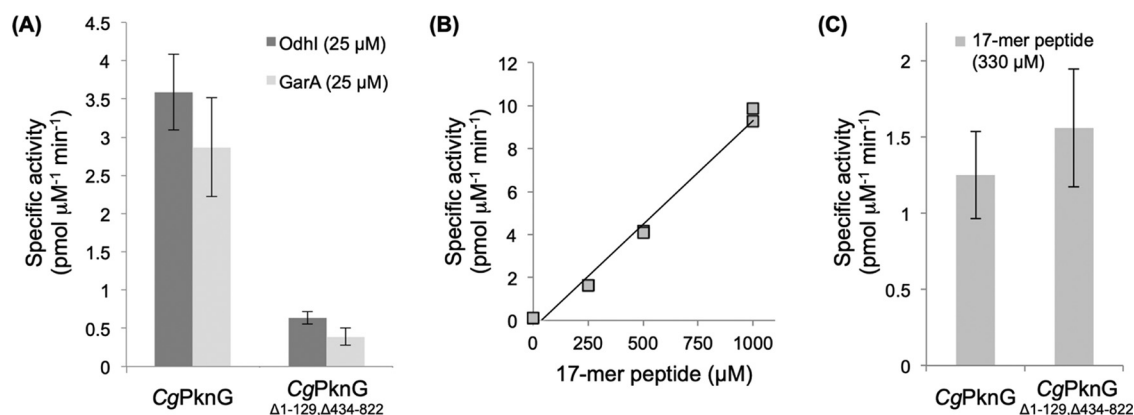 (A)
Specific activity
(pmol µM-1 min-1)
4.5
4
3.5
3
2.5
2
1.5
1
0.5
0
OdhI (25 µM)
GarA (25 µM)
CgPknG
CgPknG
Δ1-129,Δ434-822
(B)
Specific activity
(pmol µM-1 min-1)
12
10
8
6
4
2
0
0 250 500 750 1000
17-mer peptide (µM)
(C)
Specific activity
(pmol µM-1 min-1)
2
1.5
1
0.5
0
17-mer peptide
(330 µM)
CgPknG
CgPknG
Δ1-129,Δ434-822